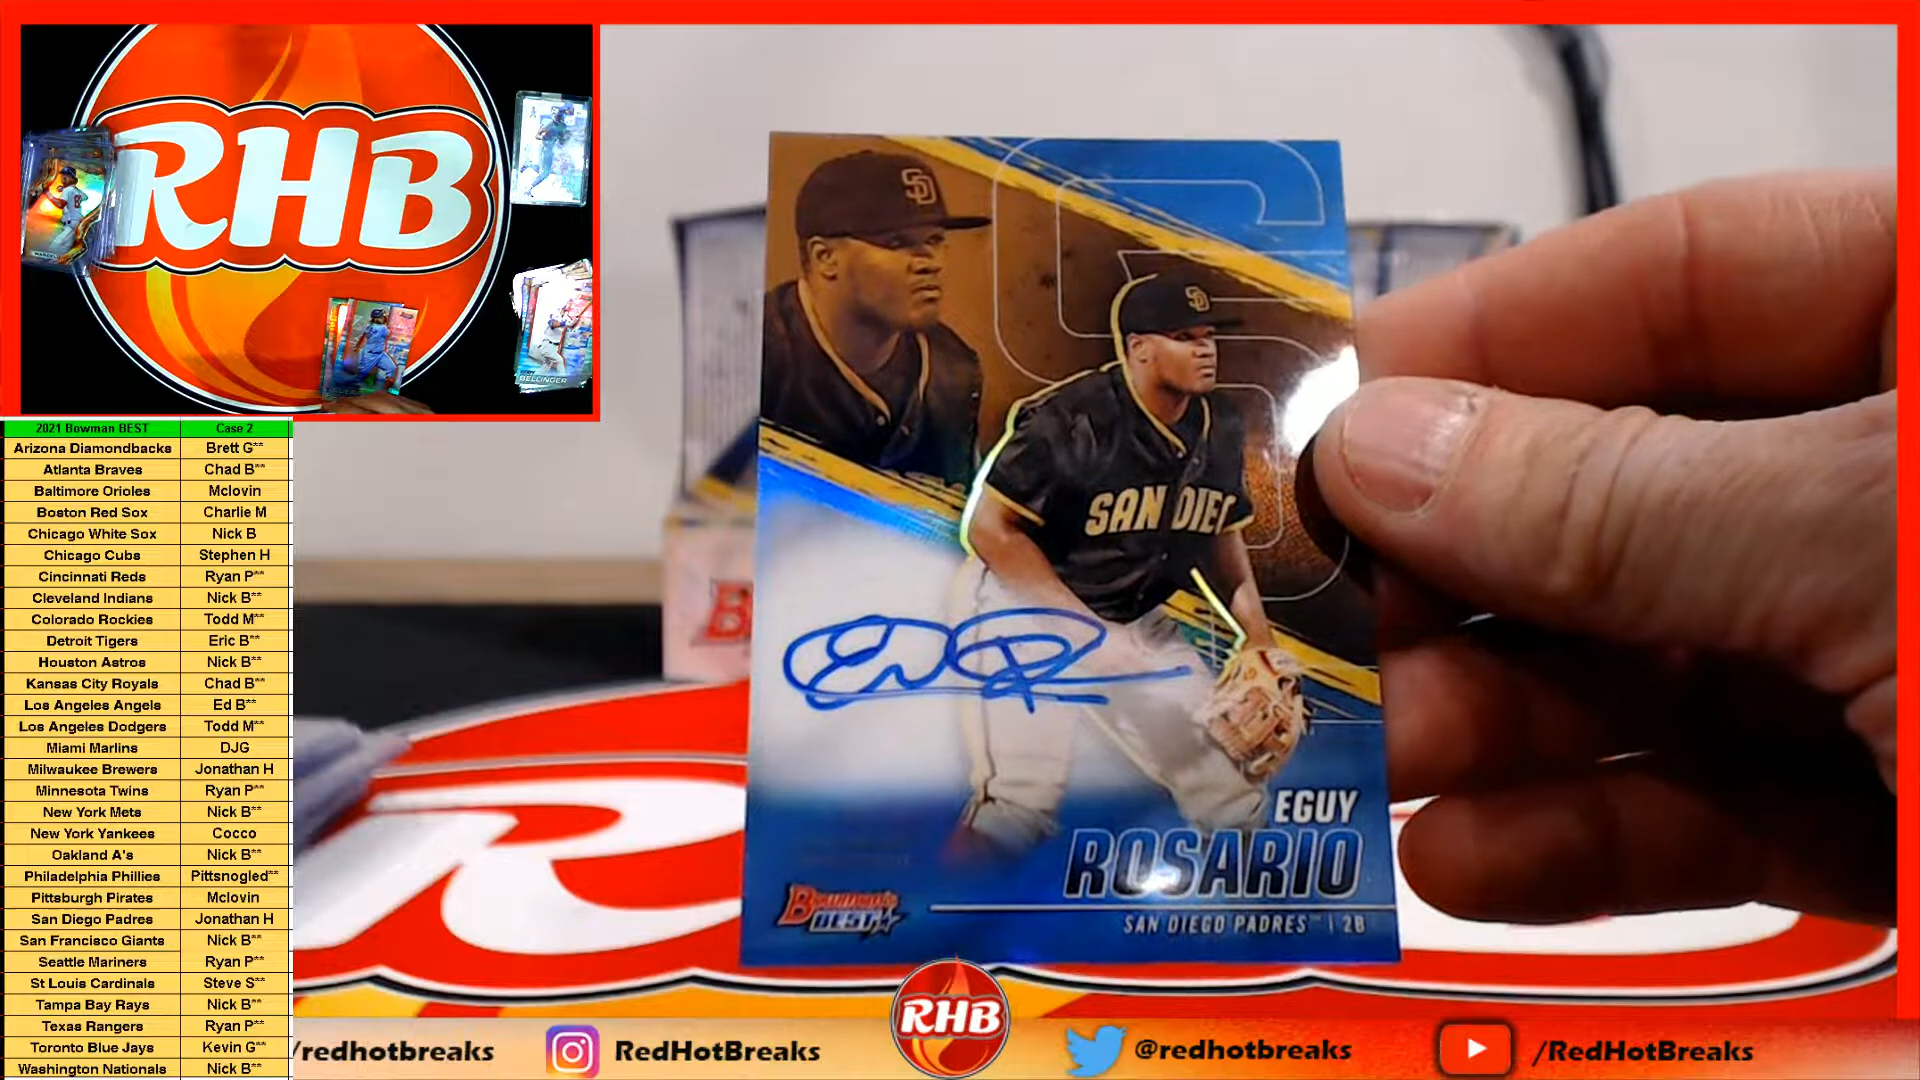 RHB
BELLINGER
2021 Bowman BEST Case 2
Arizona Diamondbacks Brett G**
Atlanta Braves Chad B**
Baltimore Orioles Mclovin
Boston Red Sox Charlie M
Chicago White Sox Nick B
Chicago Cubs Stephen H
Cincinnati Reds Ryan P**
Cleveland Indians Nick B**
Colorado Rockies Todd M**
Detroit Tigers Eric B**
Houston Astros Nick B**
Kansas City Royals Chad B**
Los Angeles Angels Ed B**
Los Angeles Dodgers Todd M**
Miami Marlins DJG
Milwaukee Brewers Jonathan H
Minnesota Twins Ryan P**
New York Mets Nick B**
New York Yankees Cocco
Oakland A's Nick B**
Philadelphia Phillies Pittsnogled**
Pittsburgh Pirates Mclovin
San Diego Padres Jonathan H
San Francisco Giants Nick B**
Seattle Mariners Ryan P**
St Louis Cardinals Steve S**
Tampa Bay Rays Nick B**
Texas Rangers Ryan P**
Toronto Blue Jays Kevin G**
Washington Nationals Nick B**
SD
SD
SAN DIEG
EGUY
ROSARIO
SAN DIEGO PADRES™ | 2B
BOWMAN'S
BEST
RHB
/redhotbreaks
RedHotBreaks
@redhotbreaks
/RedHotBreaks